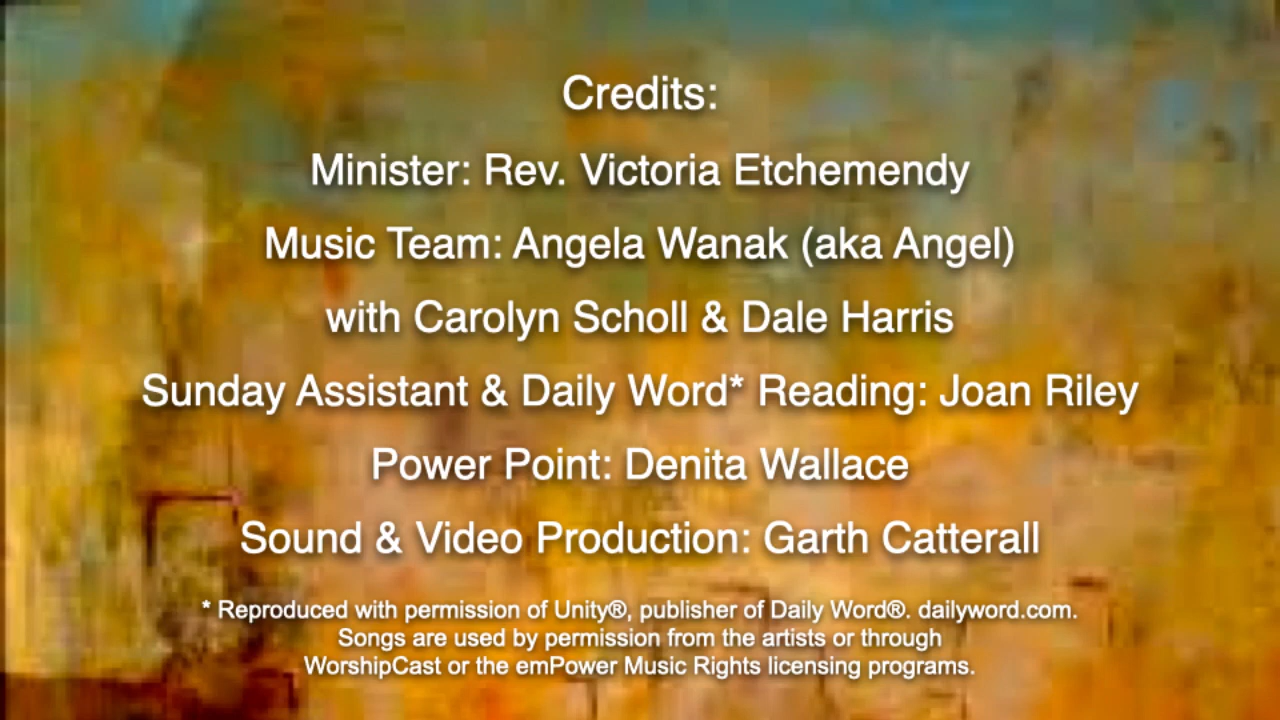 Credits:
Minister: Rev. Victoria Etchemendy
Music Team: Angela Wanak (aka Angel)
with Carolyn Scholl & Dale Harris
Sunday Assistant & Daily Word* Reading: Joan Riley
Power Point: Denita Wallace
Sound & Video Production: Garth Catterall
* Reproduced with permission of Unity®, publisher of Daily Word®. dailyword.com.
Songs are used by permission from the artists or through
WorshipCast or the emPower Music Rights licensing programs.